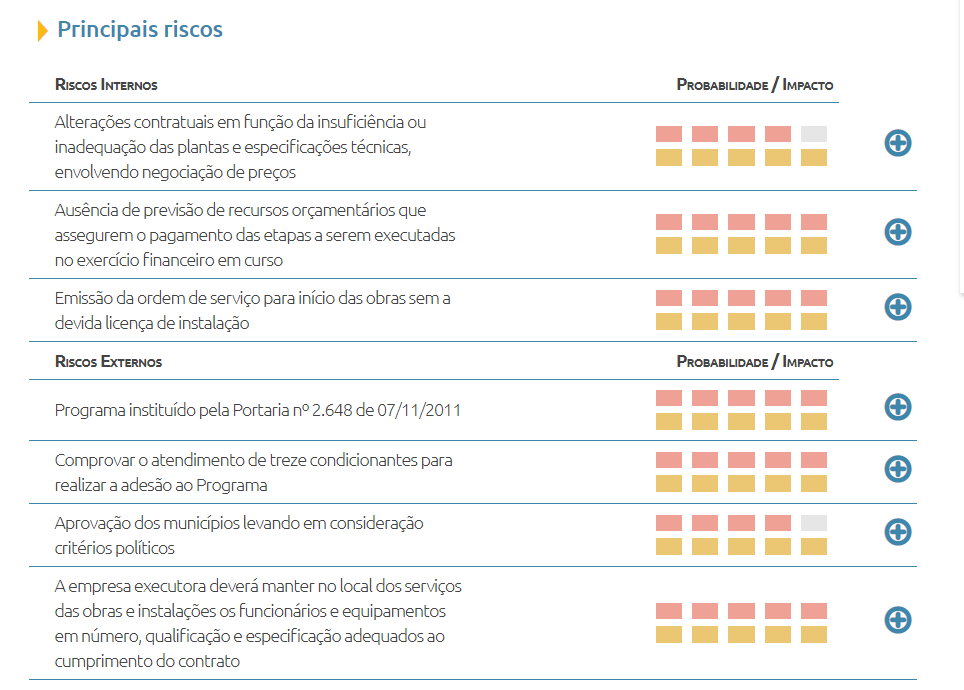 Principais riscos
Riscos Internos
Probabilidade / Impacto
Alterações contratuais em função da insuficiência ou
inadequação das plantas e especificações técnicas,
envolvendo negociação de preços
Ausência de previsão de recursos orçamentários que
assegurem o pagamento das etapas a serem executadas
no exercício financeiro em curso
Emissão da ordem de serviço para início das obras sem a
devida licença de instalação
Riscos Externos
Probabilidade / Impacto
Programa instituído pela Portaria nº 2.648 de 07/11/2011
Comprovar o atendimento de treze condicionantes para
realizar a adesão ao Programa
Aprovação dos municípios levando em consideração
critérios políticos
A empresa executora deverá manter no local dos serviços
das obras e instalações os funcionários e equipamentos
em número, qualificação e especificação adequados ao
cumprimento do contrato